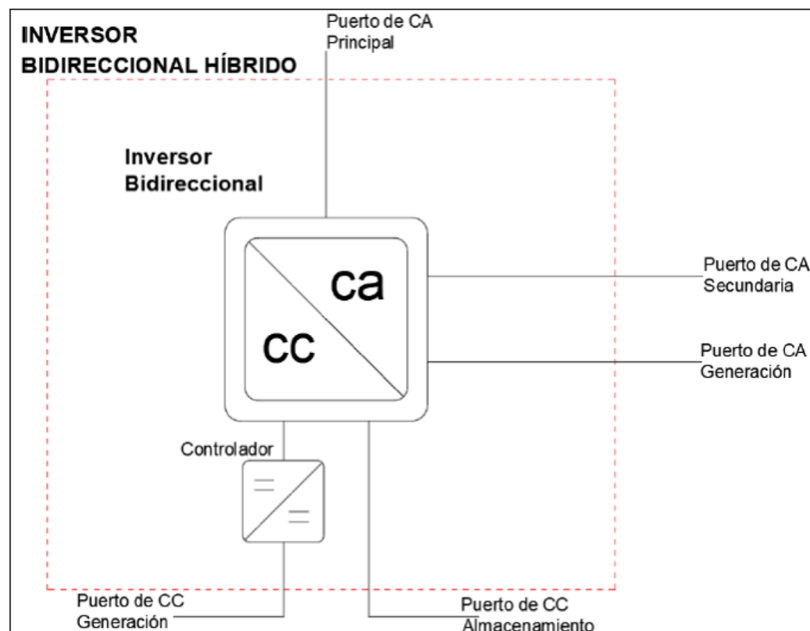 INVERSOR
BIDIRECCIONAL HÍBRIDO
Puerto de CA
Principal
Inversor
Bidireccional
ca
cc
Puerto de CA
Secundaria
Puerto de CA
Generación
Controlador
Puerto de CC
Generación
Puerto de CC
Almacenamiento